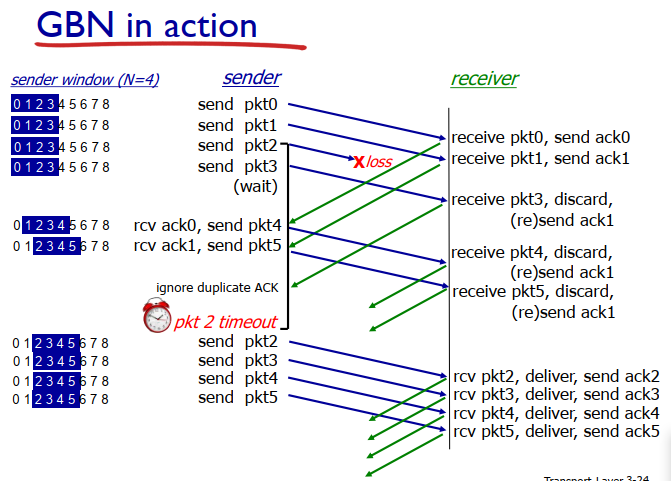 GBN in action
sender window (N=4)
sender
receiver
0 1 2 3 4 5 6 7 8
send pkt0
0 1 2 3 4 5 6 7 8
send pkt1
0 1 2 3 4 5 6 7 8
send pkt2
0 1 2 3 4 5 6 7 8
send pkt3
(wait)
X loss
receive pkt0, send ack0
receive pkt1, send ack1
receive pkt3, discard,
(re)send ack1
0 1 2 3 4 5 6 7 8
rcv ack0, send pkt4
0 1 2 3 4 5 6 7 8
rcv ack1, send pkt5
receive pkt4, discard,
(re)send ack1
receive pkt5, discard,
(re)send ack1
ignore duplicate ACK
pkt 2 timeout
0 1 2 3 4 5 6 7 8
send pkt2
0 1 2 3 4 5 6 7 8
send pkt3
0 1 2 3 4 5 6 7 8
send pkt4
0 1 2 3 4 5 6 7 8
send pkt5
rcv pkt2, deliver, send ack2
rcv pkt3, deliver, send ack3
rcv pkt4, deliver, send ack4
rcv pkt5, deliver, send ack5
Transport Layer 3-24